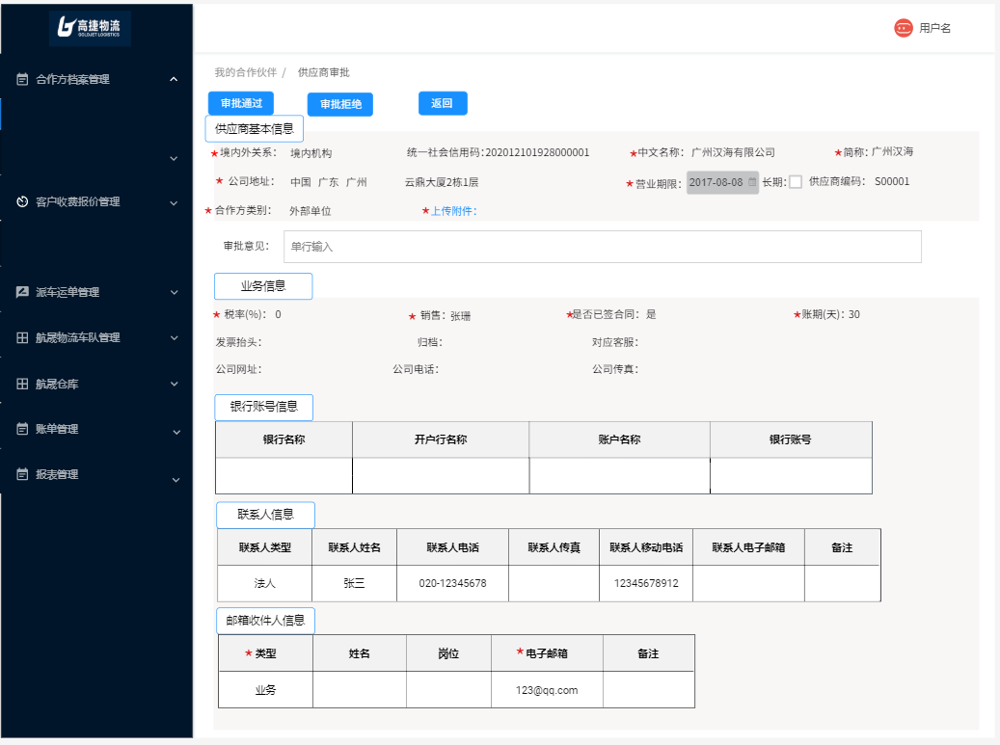 高捷物流
GOLDJET LOGISTICS
用户名
合作方档案管理
客户收费报价管理
派车运单管理
航晟物流车队管理
航晟仓库
账单管理
报表管理
我的合作伙伴 / 供应商审批
审批通过 审批拒绝 返回
供应商基本信息
★境内外关系： 境内机构 统一社会信用码：202012101928000001 ★中文名称：广州汉海有限公司 ★简称：广州汉海
★ 公司地址： 中国 广东 广州 云鼎大厦2栋1层 ★营业期限： 2017-08-08 长期： 供应商编码： S00001
★合作方类别： 外部单位 ★上传附件：
审批意见： 单行输入
业务信息
★ 税率(%)： 0 ★ 销售：张珊 ★是否已签合同：是 ★账期(天)：30
发票抬头： 归档： 对应客服：
公司网址： 公司电话： 公司传真：
银行账号信息
银行名称 开户行名称 账户名称 银行账号
联系人信息
联系人类型 联系人姓名 联系人电话 联系人传真 联系人移动电话 联系人电子邮箱 备注
法人 张三 020-12345678 12345678912
邮箱收件人信息
★ 类型 姓名 岗位 ★电子邮箱 备注
业务 123@qq.com